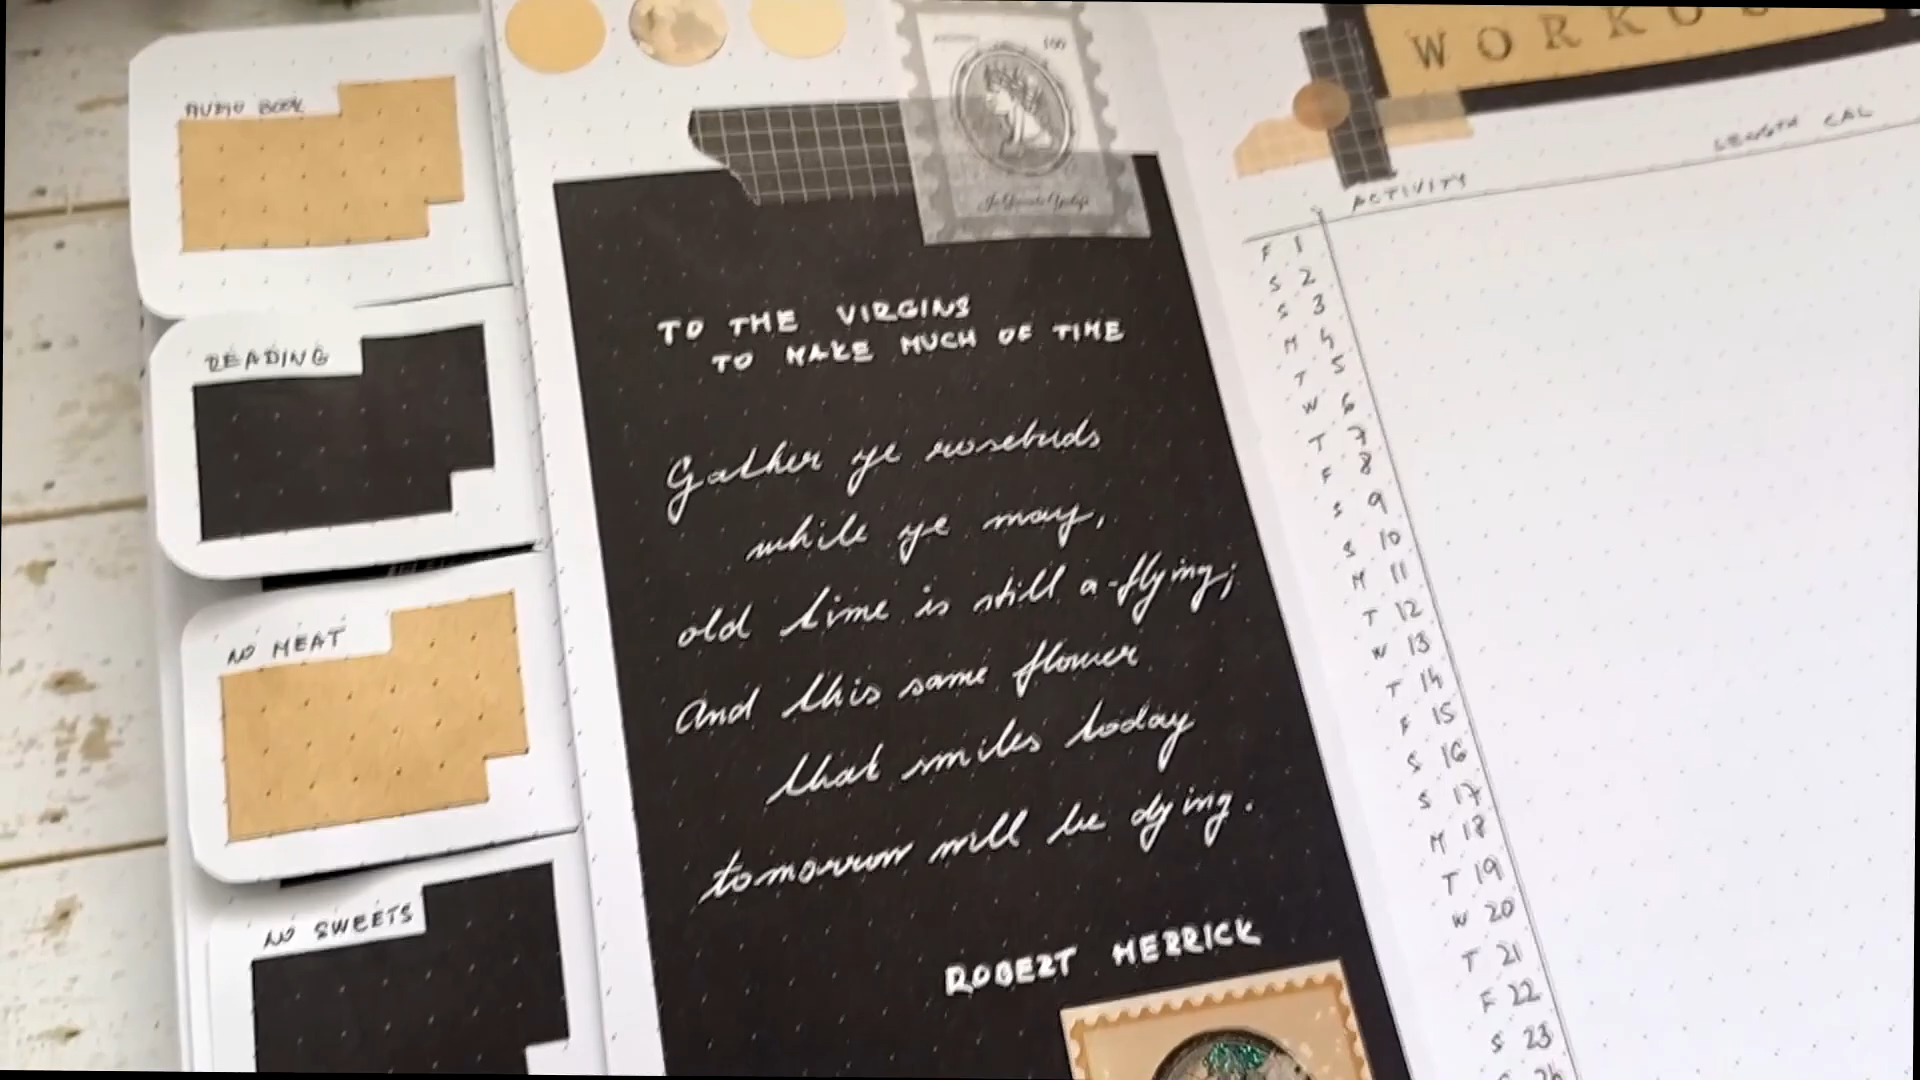 AUDIO BOOK
READING
NO MEAT
NO SWEETS
100
TO THE VIRGINS
TO MAKE MUCH OF TIME
Gather ye rosebuds
while ye may,
old time is still a-flying;
And this same flower
that smiles today
tomorrow will be dying.
ROBERT HERRICK
ACTIVITY LENGTH CAL
F 1
S 2
S 3
M 4
T 5
W 6
T 7
F 8
S 9
S 10
M 11
T 12
W 13
T 14
F 15
S 16
S 17
M 18
T 19
W 20
T 21
F 22
S 23